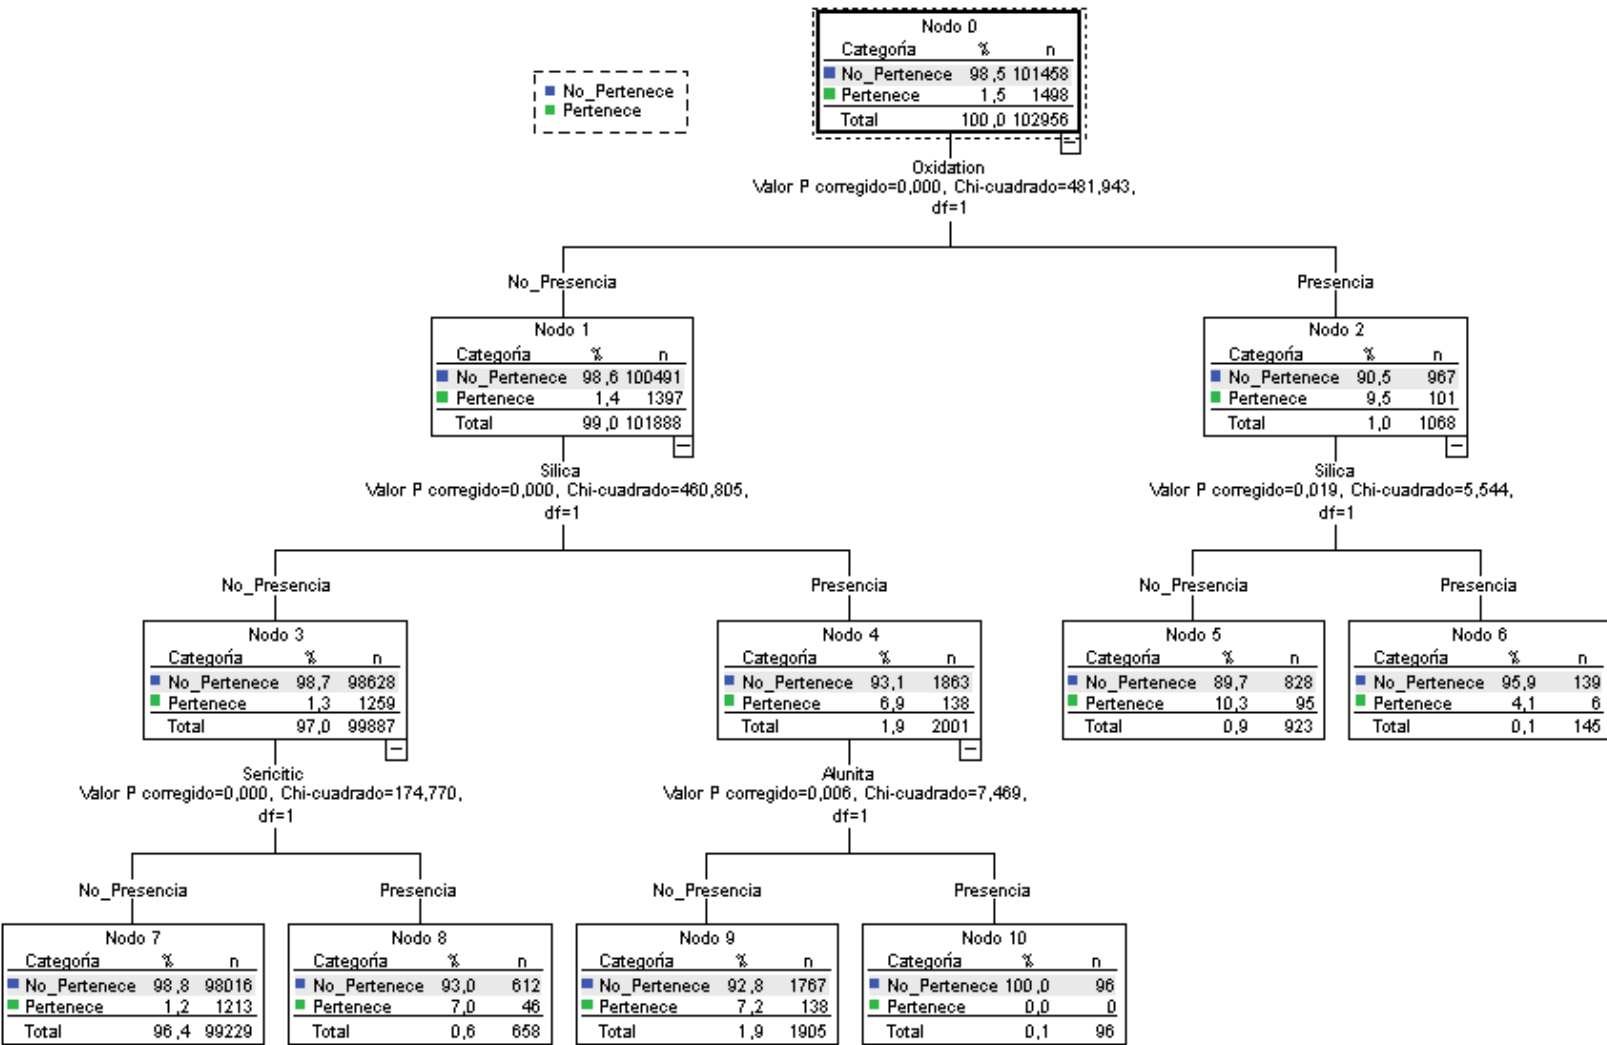 Nodo 0
Categoría % n
No_Pertenece 98,5 101458
Pertenece 1,5 1498
Total 100,0 102956
No_Pertenece
Pertenece
Oxidation
Valor P corregido=0,000, Chi-cuadrado=481,943,
df=1
No_Presencia
Presencia
Nodo 1
Categoría % n
No_Pertenece 98,6 100491
Pertenece 1,4 1397
Total 99,0 101888
Nodo 2
Categoría % n
No_Pertenece 90,5 967
Pertenece 9,5 101
Total 1,0 1068
Silica
Valor P corregido=0,000, Chi-cuadrado=460,805,
df=1
Silica
Valor P corregido=0,019, Chi-cuadrado=5,544,
df=1
No_Presencia
Presencia
No_Presencia
Presencia
Nodo 3
Categoría % n
No_Pertenece 98,7 98628
Pertenece 1,3 1259
Total 97,0 99887
Nodo 4
Categoría % n
No_Pertenece 93,1 1863
Pertenece 6,9 138
Total 1,9 2001
Nodo 5
Categoría % n
No_Pertenece 89,7 828
Pertenece 10,3 95
Total 0,9 923
Nodo 6
Categoría % n
No_Pertenece 95,9 139
Pertenece 4,1 6
Total 0,1 145
Sericitic
Valor P corregido=0,000, Chi-cuadrado=174,770,
df=1
Alunita
Valor P corregido=0,006, Chi-cuadrado=7,469,
df=1
No_Presencia
Presencia
No_Presencia
Presencia
Nodo 7
Categoría % n
No_Pertenece 98,8 98016
Pertenece 1,2 1213
Total 96,4 99229
Nodo 8
Categoría % n
No_Pertenece 93,0 612
Pertenece 7,0 46
Total 0,6 658
Nodo 9
Categoría % n
No_Pertenece 92,8 1767
Pertenece 7,2 138
Total 1,9 1905
Nodo 10
Categoría % n
No_Pertenece 100,0 96
Pertenece 0,0 0
Total 0,1 96